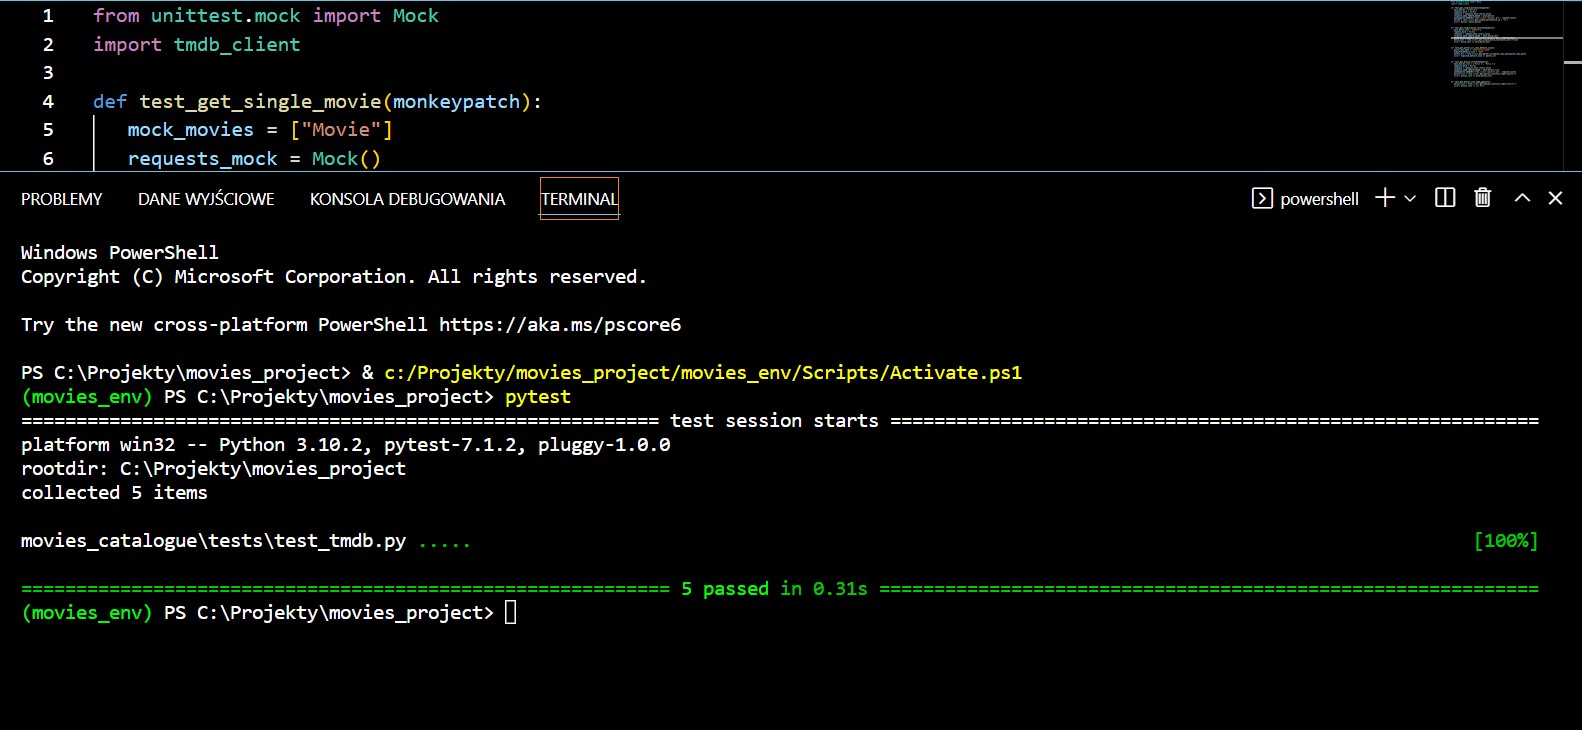 1 from unittest.mock import Mock
2 import tmdb_client
3
4 def test_get_single_movie(monkeypatch):
5 mock_movies = ["Movie"]
6 requests_mock = Mock()
PROBLEMY DANE WYJŚCIOWE KONSOLA DEBUGOWANIA TERMINAL powershell
Windows PowerShell
Copyright (C) Microsoft Corporation. All rights reserved.
Try the new cross-platform PowerShell https://aka.ms/pscore6
PS C:\Projekty\movies_project> & c:/Projekty/movies_project/movies_env/Scripts/Activate.ps1
(movies_env) PS C:\Projekty\movies_project> pytest
=========================================================== test session starts ===========================================================
platform win32 -- Python 3.10.2, pytest-7.1.2, pluggy-1.0.0
rootdir: C:\Projekty\movies_project
collected 5 items
movies_catalogue\tests\test_tmdb.py ..... [100%]
============================================================ 5 passed in 0.31s ============================================================
(movies_env) PS C:\Projekty\movies_project>